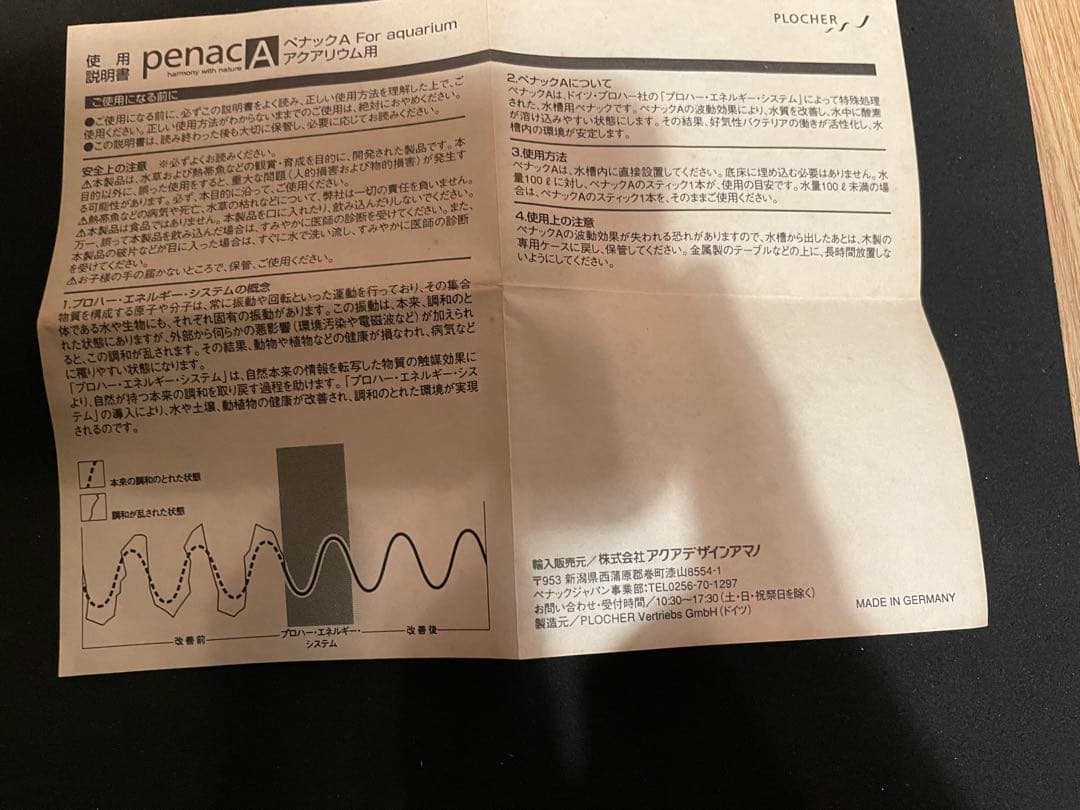 使用
説明書
penac A
harmony with nature
ペナックA For aquarium
アクアリウム用
PLOCHER
ご使用になる前に
●ご使用になる前に、必ずこの説明書をよく読み、正しい使用方法を理解した上で、ご
使用ください。正しい使用方法がわからないままでのご使用は、絶対におやめください。
●この説明書は、読み終わった後も大切に保管し、必要に応じてお読みください。
安全上の注意 ※必ずよくお読みください。
⚠本製品は、水草および熱帯魚などの観賞・育成を目的に、開発された製品です。本
目的以外に、誤った使用をすると、重大な問題(人的損害および物的損害)が発生す
る可能性があります。必ず、本目的に沿って、ご使用ください。
⚠熱帯魚などの病気や死亡、水草の枯れなどについて、弊社は一切の責任を負いません。
⚠本製品は食品ではありません。本製品を口に入れたり、飲み込んだりしないでください。
万一、誤って本製品を飲み込んだ場合は、すみやかに医師の診断を受けてください。また、
本製品の破片などが目に入った場合は、すぐに水で洗い流し、すみやかに医師の診断
を受けてください。
⚠お子様の手の届かないところで、保管、ご使用ください。
1.プロハー・エネルギー・システムの概念
物質を構成する原子や分子は、常に振動や回転といった運動を行っており、その集合
体である水や生物にも、それぞれ固有の振動があります。この振動は、本来、調和のと
れた状態にありますが、外部から何らかの悪影響(環境汚染や電磁波など)が加えられ
ると、この調和が乱されます。その結果、動物や植物などの健康が損なわれ、病気など
に罹りやすい状態になります。
「プロハー・エネルギー・システム」は、自然本来の情報を転写した物質の触媒効果に
より、自然が持つ本来の調和を取り戻す過程を助けます。「プロハー・エネルギー・シス
テム」の導入により、水や土壌、動植物の健康が改善され、調和のとれた環境が実現
されるのです。
本来の調和のとれた状態
調和が乱された状態
改善前
プロハー・エネルギー・
システム
改善後
2.ペナックAについて
ペナックAは、ドイツ・プロハー社の「プロハー・エネルギー・システム」によって特殊処理
された、水槽用ペナックです。ペナックAの波動効果により、水質を改善し、水中に酸素
が溶け込みやすい状態にします。その結果、好気性バクテリアの働きが活性化し、水
槽内の環境が安定します。
3.使用方法
ペナックAは、水槽内に直接設置してください。底床に埋め込む必要はありません。水
量100ℓに対し、ペナックAのスティック1本が、使用の目安です。水量100ℓ未満の場
合は、ペナックAのスティック1本を、そのままご使用ください。
4.使用上の注意
ペナックAの波動効果が失われる恐れがありますので、水槽から出したあとは、木製の
専用ケースに戻し、保管してください。金属製のテーブルなどの上に、長時間放置しな
いようにしてください。
輸入販売元/株式会社アクアデザインアマノ
〒953 新潟県西蒲原郡巻町漆山8554-1
ペナックジャパン事業部:TEL0256-70-1297
お問い合わせ・受付時間/10:30〜17:30(土・日・祝祭日を除く)
製造元/PLOCHER Vertriebs GmbH(ドイツ)
MADE IN GERMANY